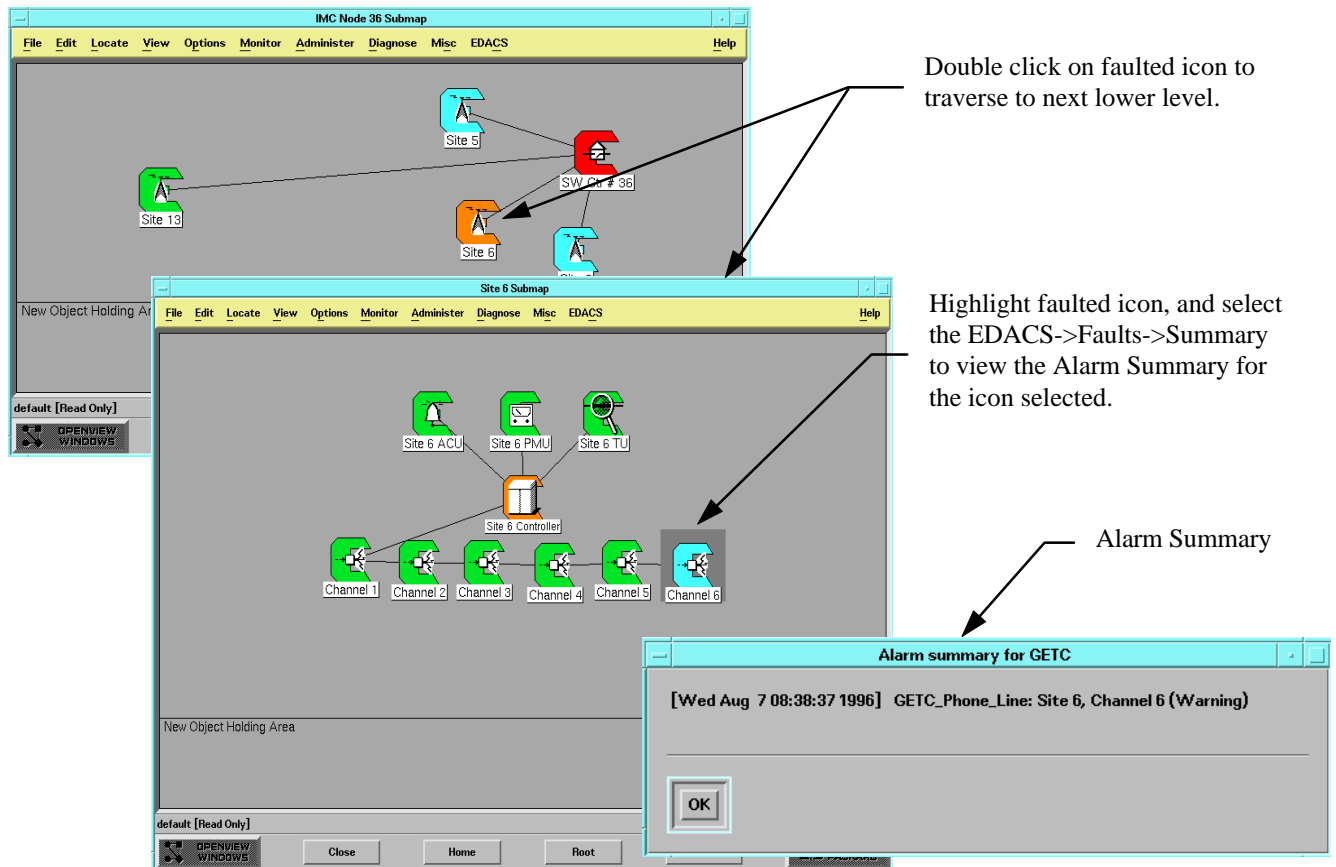 IMC Node 36 Submap
File Edit Locate View Options Monitor Administer Diagnose Misc EDACS Help
Site 5
SW Ctr # 36
Site 13
Site 6
New Object Holding
default [Read Only]
OPENVIEW
WINDOWS
Double click on faulted icon to
traverse to next lower level.
Site 6 Submap
File Edit Locate View Options Monitor Administer Diagnose Misc EDACS Help
Site 6 ACU
Site 6 PMU
Site 6 TU
Site 6 Controller
Channel 1
Channel 2
Channel 3
Channel 4
Channel 5
Channel 6
New Object Holding Area
default [Read Only]
OPENVIEW
WINDOWS
Close
Home
Root
Highlight faulted icon, and select
the EDACS->Faults->Summary
to view the Alarm Summary for
the icon selected.
Alarm Summary
Alarm summary for GETC
[Wed Aug 7 08:38:37 1996] GETC_Phone_Line: Site 6, Channel 6 (Warning)
OK